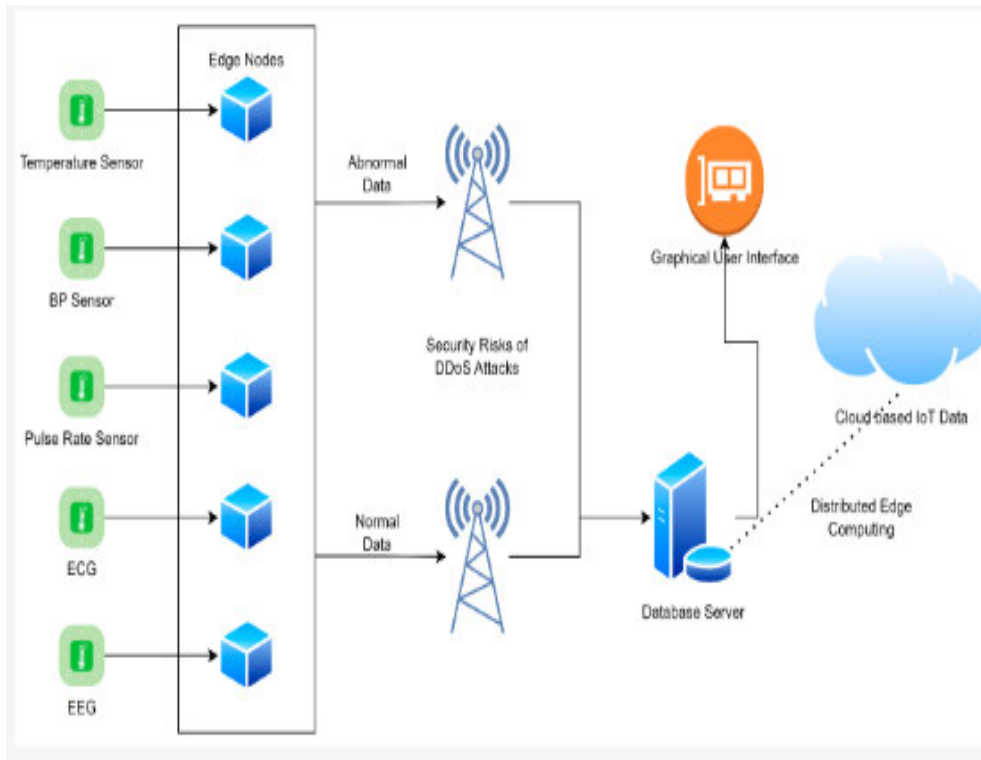 Edge Nodes
Temperature Sensor
BP Sensor
Pulse Rate Sensor
ECG
EEG
Abnormal
Data
Security Risks of
DDoS Attacks
Normal
Data
Graphical User Interface
Cloud based IoT Data
Distributed Edge
Computing
Database Server